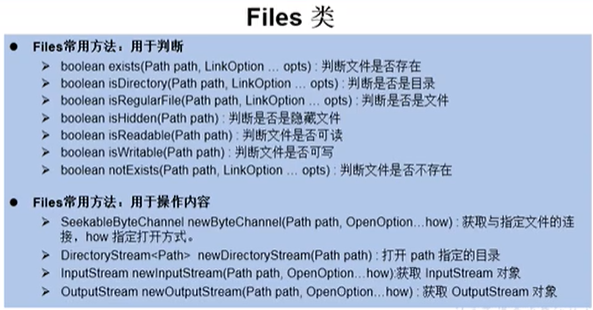 Files 类
● Files常用方法：用于判断
➢ boolean exists(Path path, LinkOption … opts) : 判断文件是否存在
➢ boolean isDirectory(Path path, LinkOption … opts) : 判断是否是目录
➢ boolean isRegularFile(Path path, LinkOption … opts) : 判断是否是文件
➢ boolean isHidden(Path path) : 判断是否是隐藏文件
➢ boolean isReadable(Path path) : 判断文件是否可读
➢ boolean isWritable(Path path) : 判断文件是否可写
➢ boolean notExists(Path path, LinkOption … opts) : 判断文件是否不存在
● Files常用方法：用于操作内容
➢ SeekableByteChannel newByteChannel(Path path, OpenOption…how) : 获取与指定文件的连
接，how 指定打开方式。
➢ DirectoryStream<Path> newDirectoryStream(Path path) : 打开 path 指定的目录
➢ InputStream newInputStream(Path path, OpenOption…how):获取 InputStream 对象
➢ OutputStream newOutputStream(Path path, OpenOption…how) : 获取 OutputStream 对象